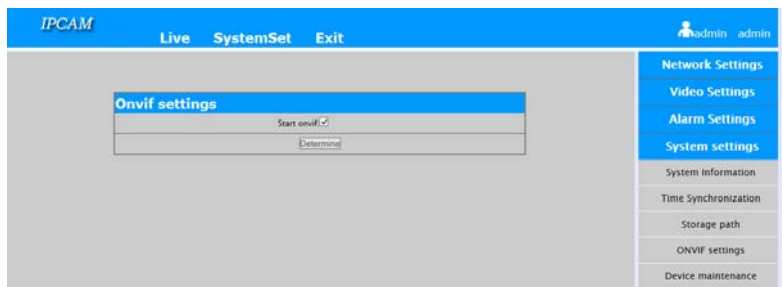 IPCAM
Live SystemSet Exit
admin admin
Onvif settings
Start onvif
Determine
Network Settings
Video Settings
Alarm Settings
System settings
System Information
Time Synchronization
Storage path
ONVIF settings
Device maintenance